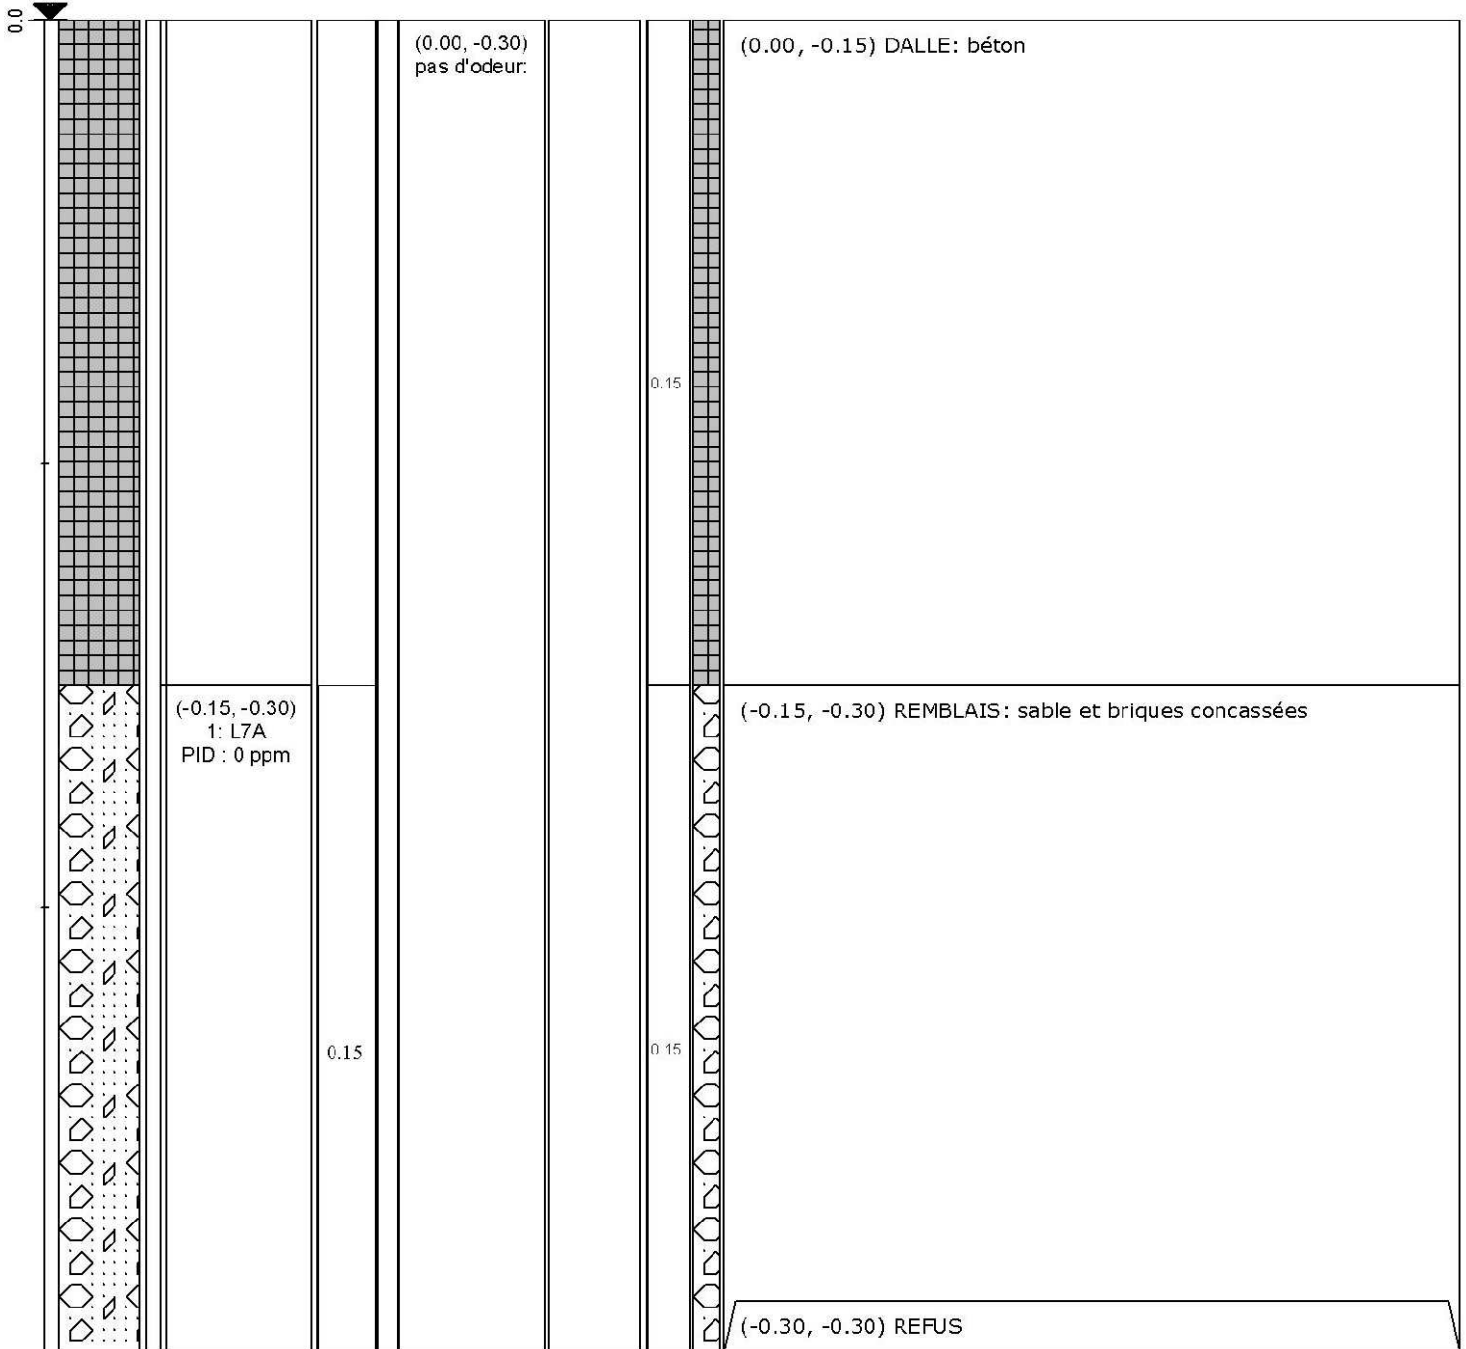 0.0
(0.00, -0.30)
pas d'odeur:
(0.00, -0.15) DALLE: béton
0.15
(-0.15, -0.30)
1: L7A
PID : 0 ppm
(-0.15, -0.30) REMBLAIS: sable et briques concassées
0.15
0.15
(-0.30, -0.30) REFUS